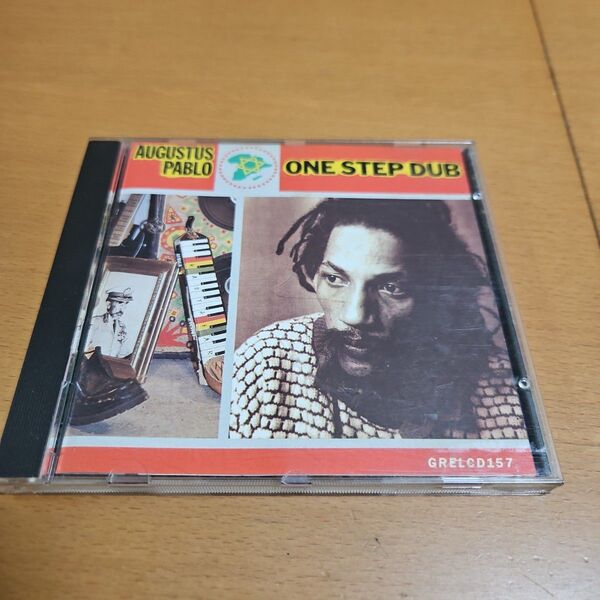 AUGUSTUS
PABLO
ONE STEP DUB
GRELCD157